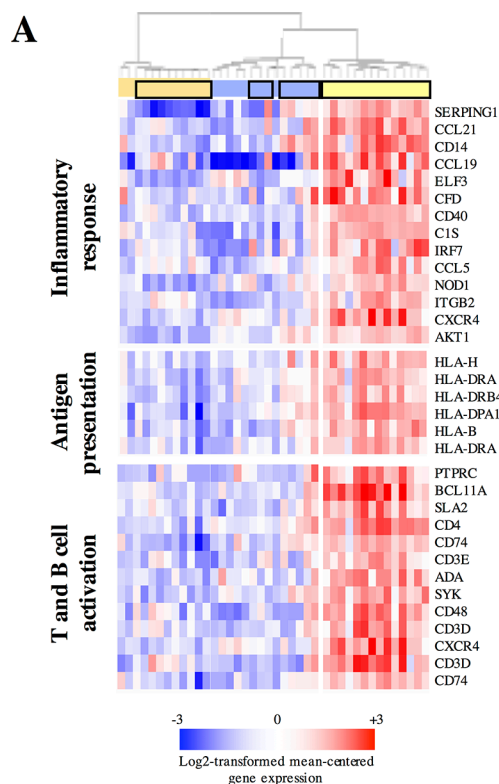 A
Inflammatory
response
SERPING1
CCL21
CD14
CCL19
ELF3
CFD
CD40
C1S
IRF7
CCL5
NOD1
ITGB2
CXCR4
AKT1
Antigen
presentation
HLA-H
HLA-DRA
HLA-DRB4
HLA-DPA1
HLA-B
HLA-DRA
T and B cell
activation
PTPRC
BCL11A
SLA2
CD4
CD74
CD3E
ADA
SYK
CD48
CD3D
CXCR4
CD3D
CD74
-3 0 +3
Log2-transformed mean-centered
gene expression